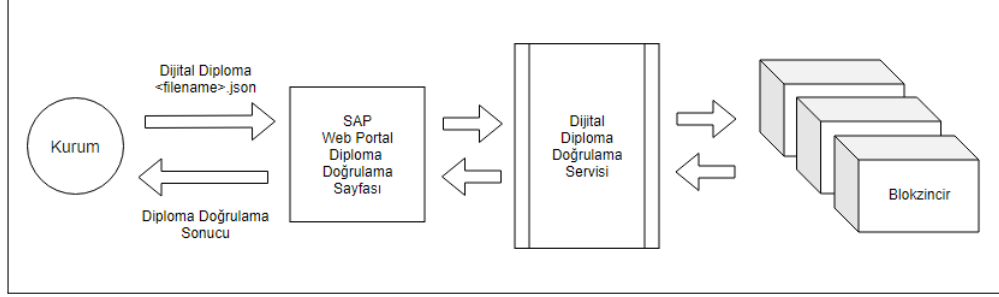 Dijital Diploma
<filename>.json
Kurum
Diploma Doğrulama
Sonucu
SAP
Web Portal
Diploma
Doğrulama
Sayfası
Dijital
Diploma
Doğrulama
Servisi
Blokzincir